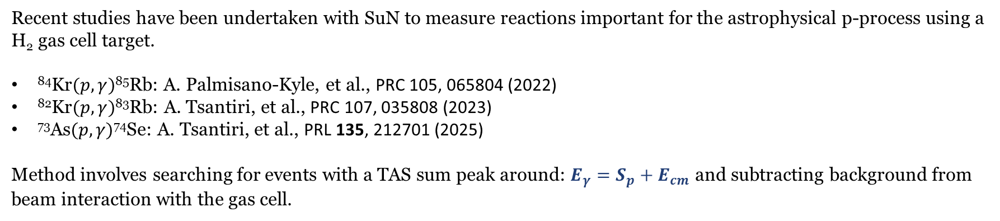 Recent studies have been undertaken with SuN to measure reactions important for the astrophysical p-process using a
H₂ gas cell target.
• ⁸⁴Kr(p,γ)⁸⁵Rb: A. Palmisano-Kyle, et al., PRC 105, 065804 (2022)
• ⁸²Kr(p,γ)⁸³Rb: A. Tsantiri, et al., PRC 107, 035808 (2023)
• ⁷³As(p,γ)⁷⁴Se: A. Tsantiri, et al., PRL 135, 212701 (2025)
Method involves searching for events with a TAS sum peak around: E_γ = S_p + E_cm and subtracting background from
beam interaction with the gas cell.